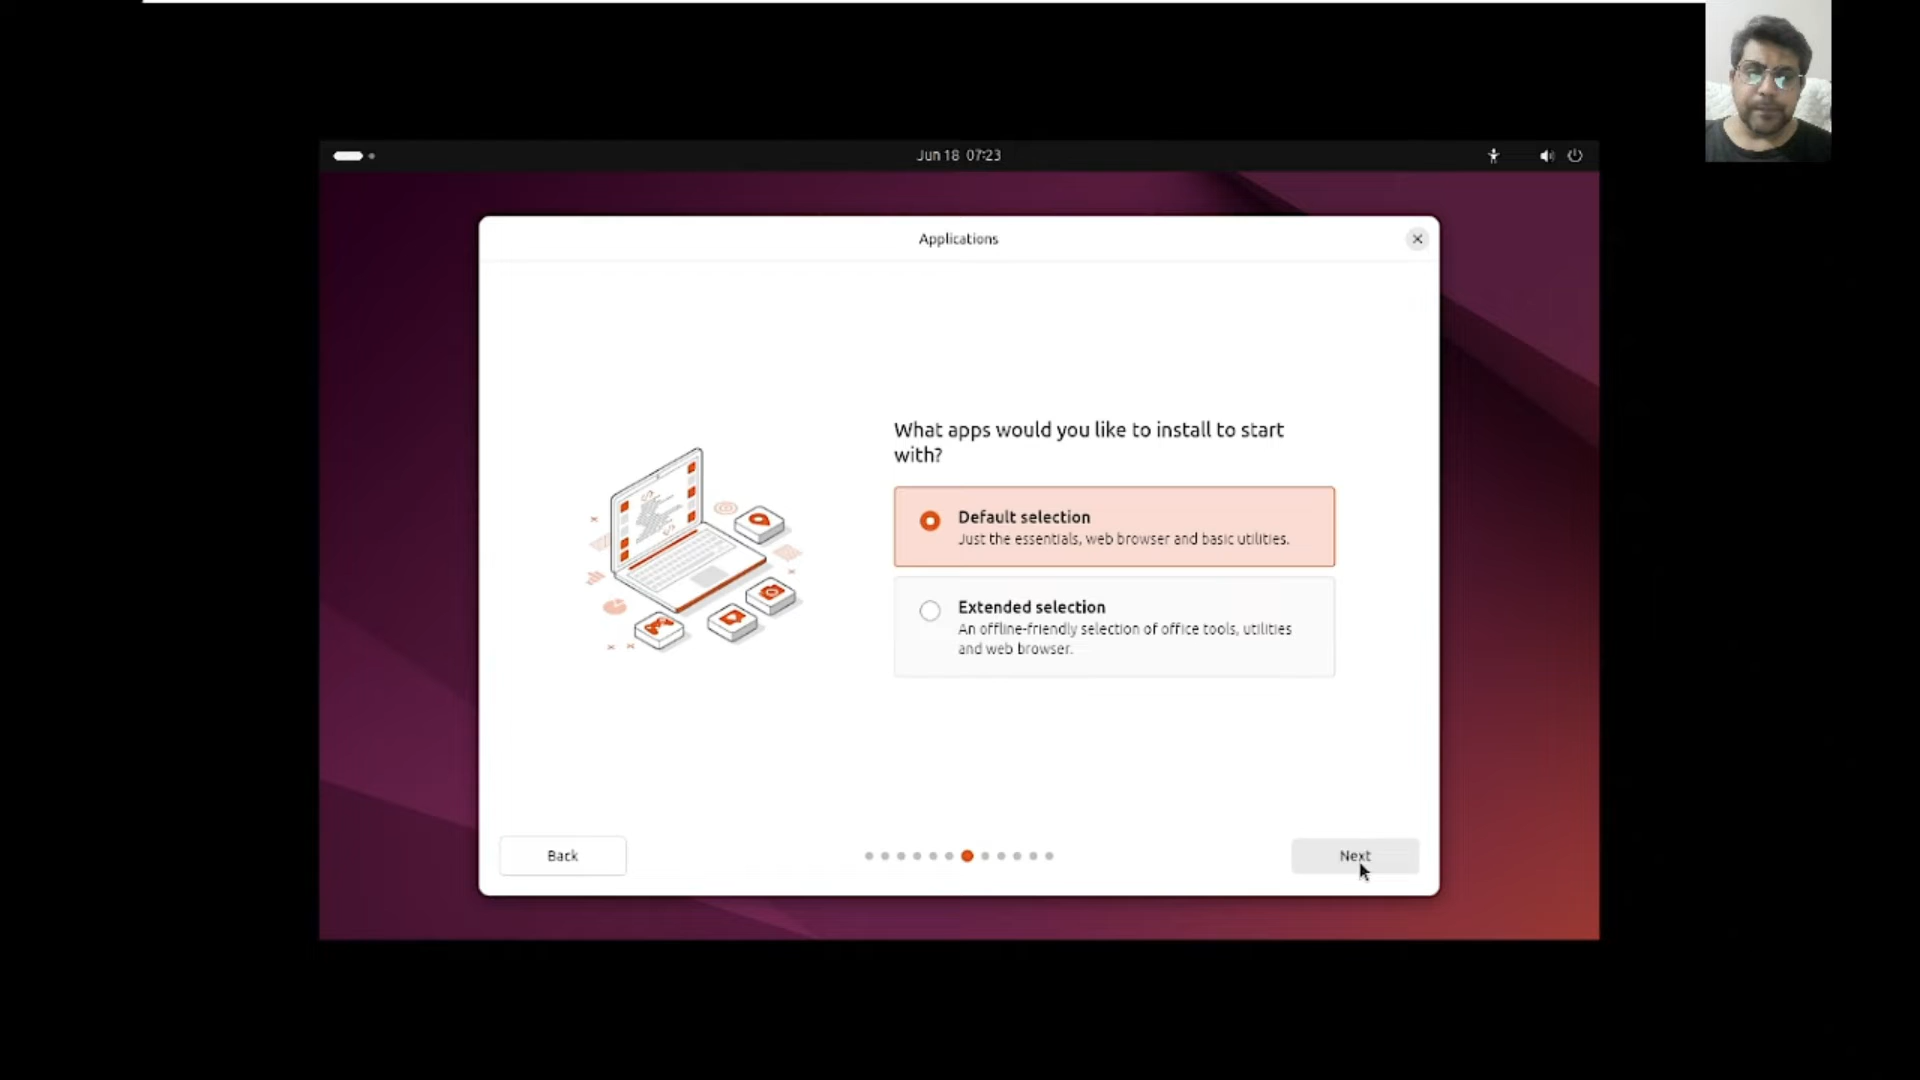 Jun 18 07:23
Applications
What apps would you like to install to start
with?
Default selection
Just the essentials, web browser and basic utilities.
Extended selection
An offline-friendly selection of office tools, utilities
and web browser.
Back
Next